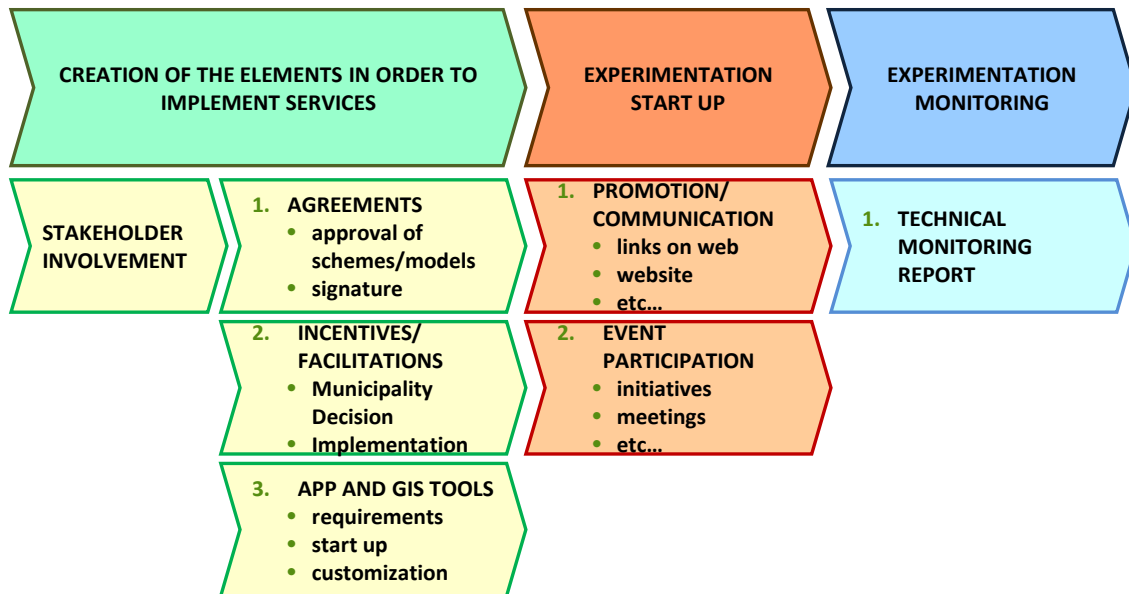 CREATION OF THE ELEMENTS IN ORDER TO
IMPLEMENT SERVICES
EXPERIMENTATION
START UP
EXPERIMENTATION
MONITORING
STAKEHOLDER
INVOLVEMENT
1. AGREEMENTS
• approval of
schemes/models
• signature
1. PROMOTION/
COMMUNICATION
• links on web
• website
• etc...
1. TECHNICAL
MONITORING
REPORT
2. INCENTIVES/
FACILITATIONS
• Municipality
Decision
• Implementation
2. EVENT
PARTICIPATION
• initiatives
• meetings
• etc...
3. APP AND GIS TOOLS
• requirements
• start up
• customization